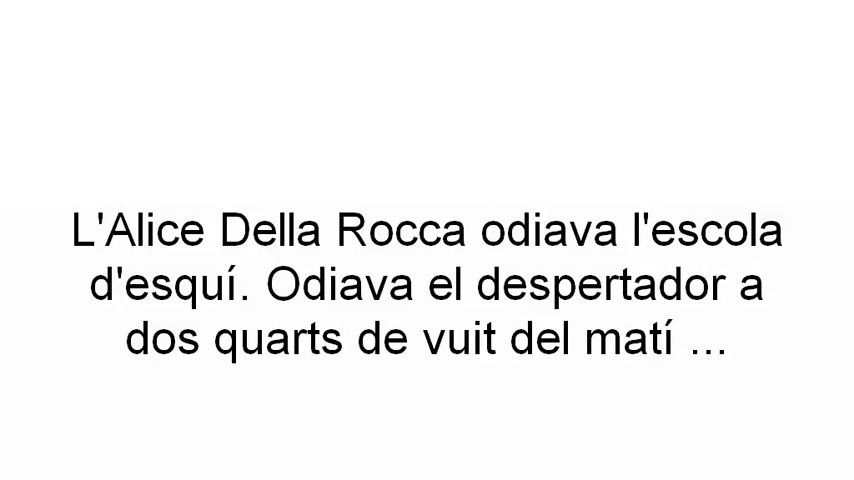 L'Alice Della Rocca odiava l'escola
d'esquí. Odiava el despertador a
dos quarts de vuit del matí ...